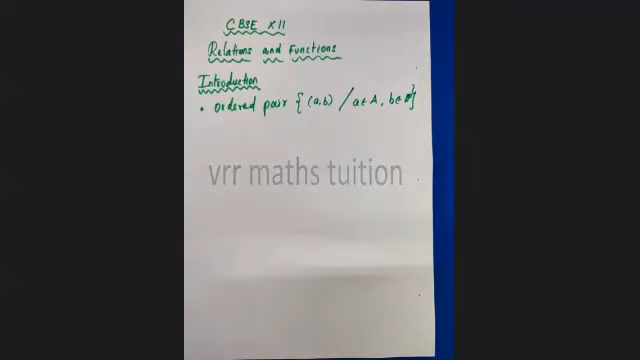 CBSE XII
Relations and Functions
Introduction
• ordered pair {(a,b) / a∈A, b∈B}
vrr maths tuition